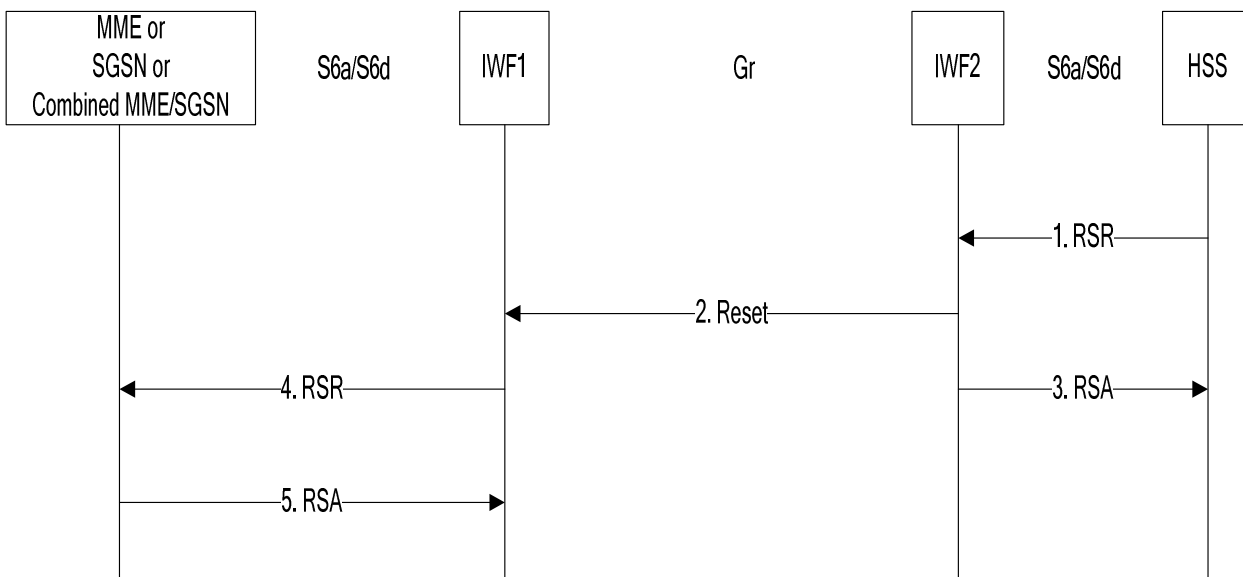 MME or
SGSN or
Combined MME/SGSN
S6a/S6d
IWF1
Gr
IWF2
S6a/S6d
HSS
1. RSR
2. Reset
4. RSR
3. RSA
5. RSA